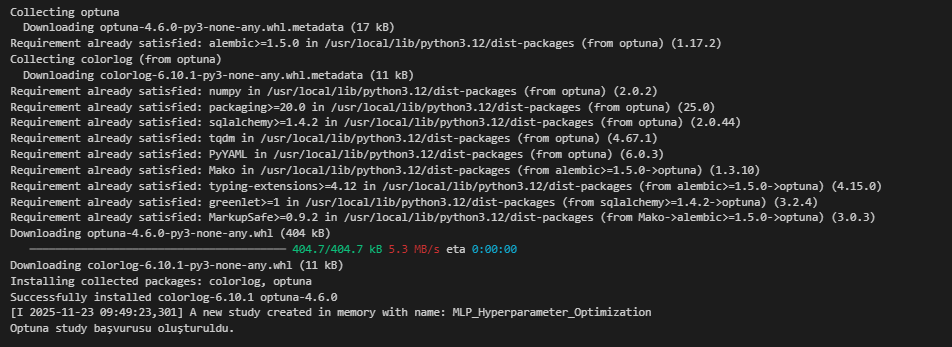 Collecting optuna
  Downloading optuna-4.6.0-py3-none-any.whl.metadata (17 kB)
Requirement already satisfied: alembic>=1.5.0 in /usr/local/lib/python3.12/dist-packages (from optuna) (1.17.2)
Collecting colorlog (from optuna)
  Downloading colorlog-6.10.1-py3-none-any.whl.metadata (11 kB)
Requirement already satisfied: numpy in /usr/local/lib/python3.12/dist-packages (from optuna) (2.0.2)
Requirement already satisfied: packaging>=20.0 in /usr/local/lib/python3.12/dist-packages (from optuna) (25.0)
Requirement already satisfied: sqlalchemy>=1.4.2 in /usr/local/lib/python3.12/dist-packages (from optuna) (2.0.44)
Requirement already satisfied: tqdm in /usr/local/lib/python3.12/dist-packages (from optuna) (4.67.1)
Requirement already satisfied: PyYAML in /usr/local/lib/python3.12/dist-packages (from optuna) (6.0.3)
Requirement already satisfied: Mako in /usr/local/lib/python3.12/dist-packages (from alembic>=1.5.0->optuna) (1.3.10)
Requirement already satisfied: typing-extensions>=4.12 in /usr/local/lib/python3.12/dist-packages (from alembic>=1.5.0->optuna) (4.15.0)
Requirement already satisfied: greenlet>=1 in /usr/local/lib/python3.12/dist-packages (from sqlalchemy>=1.4.2->optuna) (3.2.4)
Requirement already satisfied: MarkupSafe>=0.9.2 in /usr/local/lib/python3.12/dist-packages (from Mako->alembic>=1.5.0->optuna) (3.0.3)
Downloading optuna-4.6.0-py3-none-any.whl (404 kB)
404.7/404.7 kB 5.3 MB/s eta 0:00:00
Downloading colorlog-6.10.1-py3-none-any.whl (11 kB)
Installing collected packages: colorlog, optuna
Successfully installed colorlog-6.10.1 optuna-4.6.0
[I 2025-11-23 09:49:23,301] A new study created in memory with name: MLP_Hyperparameter_Optimization
Optuna study başvurusu oluşturuldu.